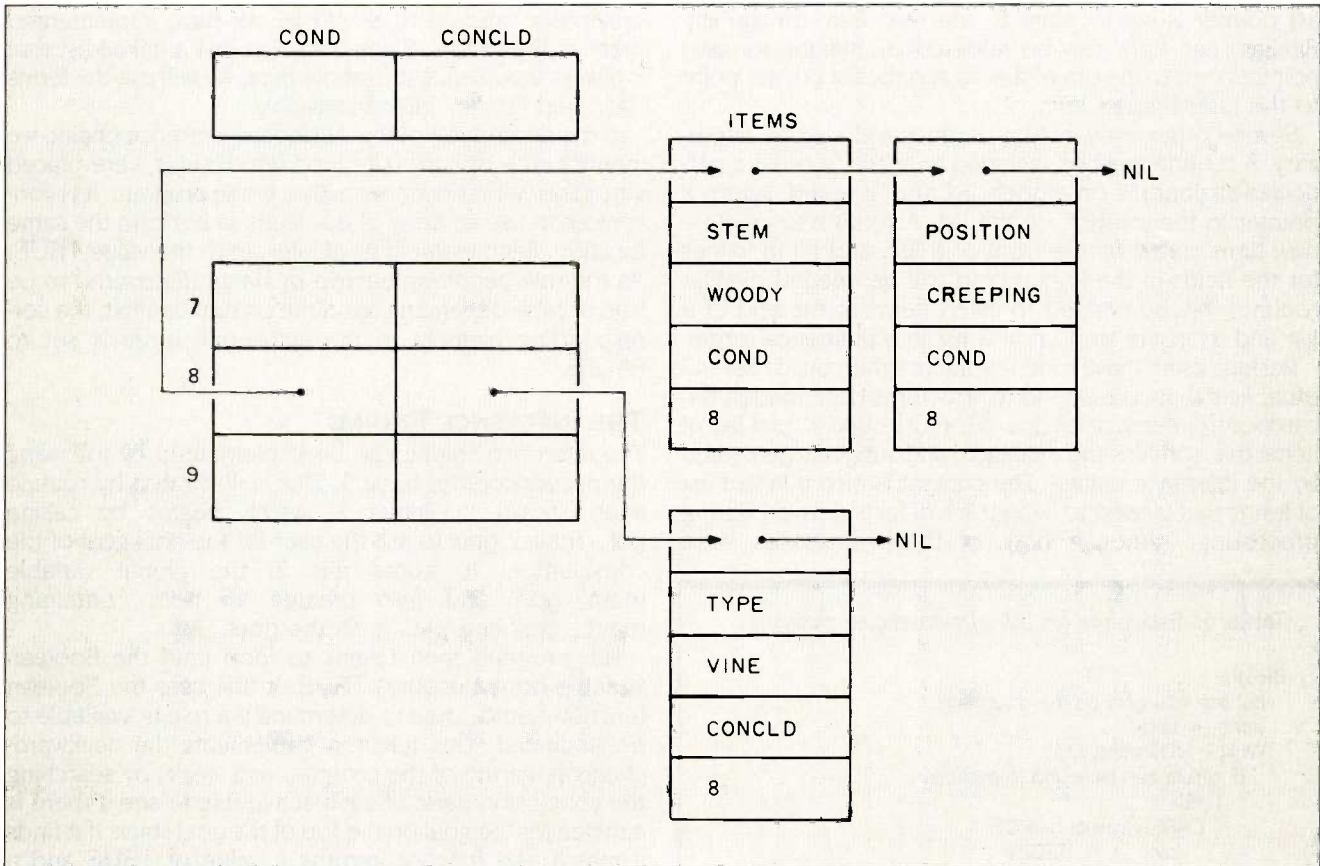 COND CONCLD
ITEMS
NIL
STEM POSITION
7
WOODY CREEPING
8
COND COND
9
8 8
NIL
TYPE
VINE
CONCLD
8